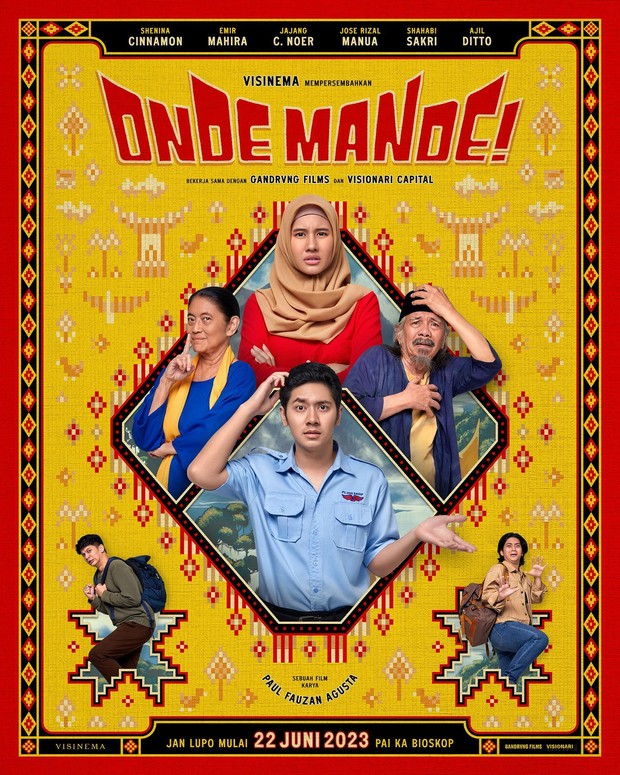 SHENINA CINNAMON
EMIR MAHIRA
JAJANG C. NOER
JOSE RIZAL MANUA
SHAHABI SAKRI
AJIL DITTO
VISINEMA MEMPERSEMBAHKAN
ONDE MANDE!
BEKERJA SAMA DENGAN GANDRVNG FILMS DAN VISIONARI CAPITAL
SEBUAH FILM
KARYA
PAUL FAUZAN AGUSTA
VISINEMA
JAN LUPO MULAI 22 JUNI 2023 PAI KA BIOSKOP
GANDRVNG FILMS
VISIONARI